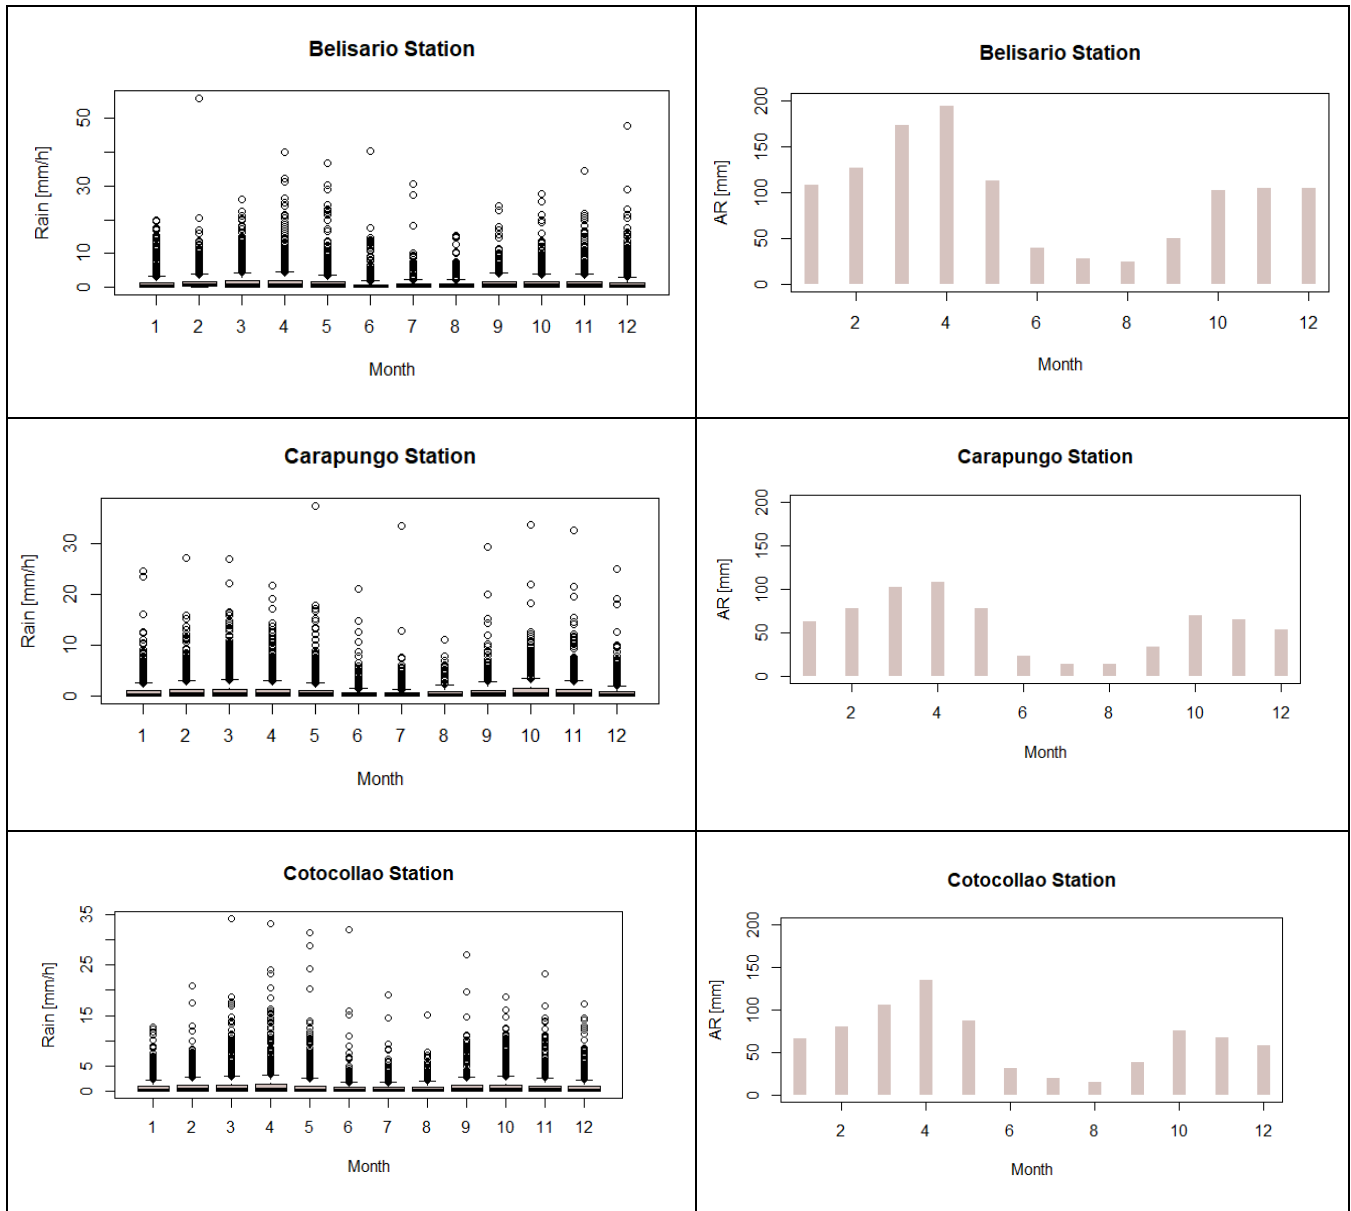 Belisario Station
Rain [mm/h]
50
30
10
0
1 2 3 4 5 6 7 8 9 10 11 12
Month
Belisario Station
AR [mm]
200
150
100
50
0
2 4 6 8 10 12
Month
Carapungo Station
Rain [mm/h]
30
20
10
0
1 2 3 4 5 6 7 8 9 10 11 12
Month
Carapungo Station
AR [mm]
200
150
100
50
0
2 4 6 8 10 12
Month
Cotocollao Station
Rain [mm/h]
35
25
15
5
0
1 2 3 4 5 6 7 8 9 10 11 12
Month
Cotocollao Station
AR [mm]
200
150
100
50
0
2 4 6 8 10 12
Month